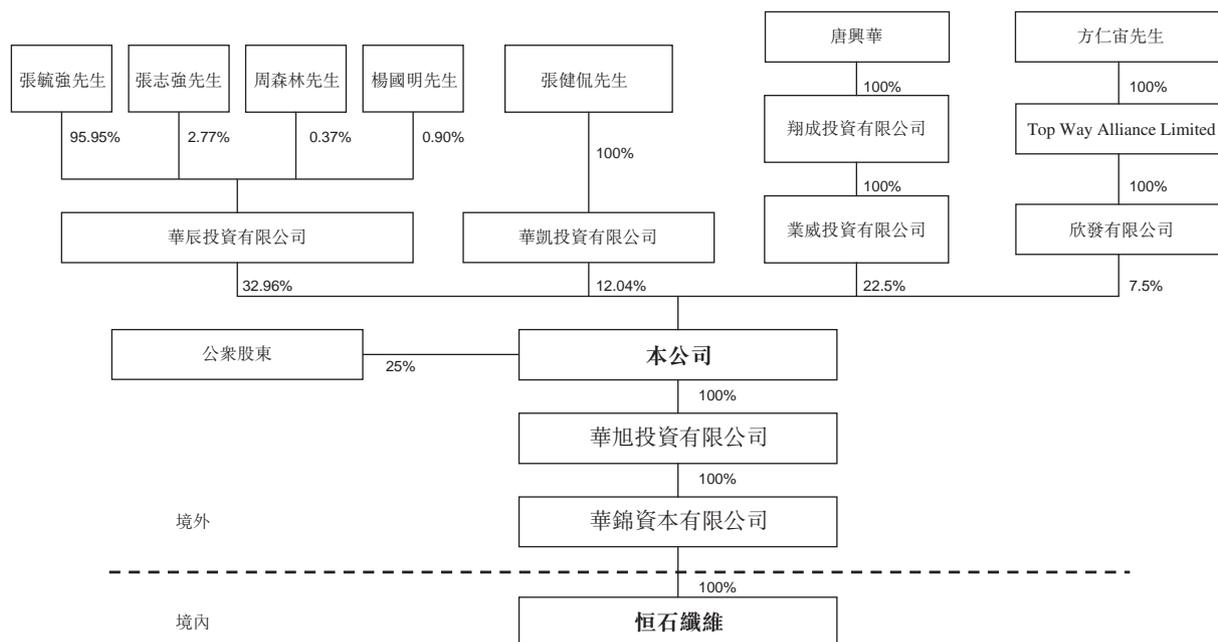 唐興華
方仁宙先生
張毓強先生
張志強先生
周森林先生
楊國明先生
張健侃先生
100%
100%
翔成投資有限公司
Top Way Alliance Limited
95.95%
2.77%
0.37%
0.90%
100%
100%
100%
華辰投資有限公司
華凱投資有限公司
業威投資有限公司
欣發有限公司
32.96%
12.04%
22.5%
7.5%
公衆股東
25%
本公司
100%
華旭投資有限公司
100%
境外
華錦資本有限公司
100%
境內
恒石纖維